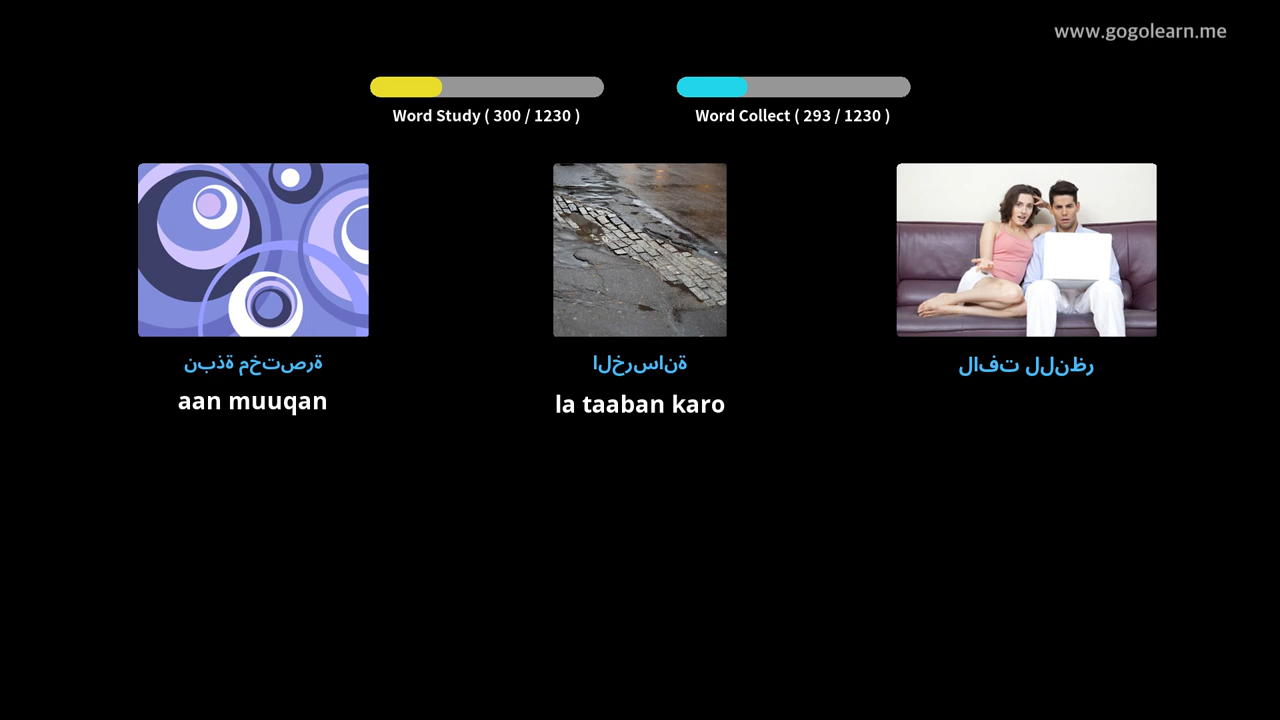 www.gogolearn.me
Word Study ( 300 / 1230 )
Word Collect ( 293 / 1230 )
نبذة مختصرة
الخرسانة
لافت للنظر
aan muuqan
la taaban karo